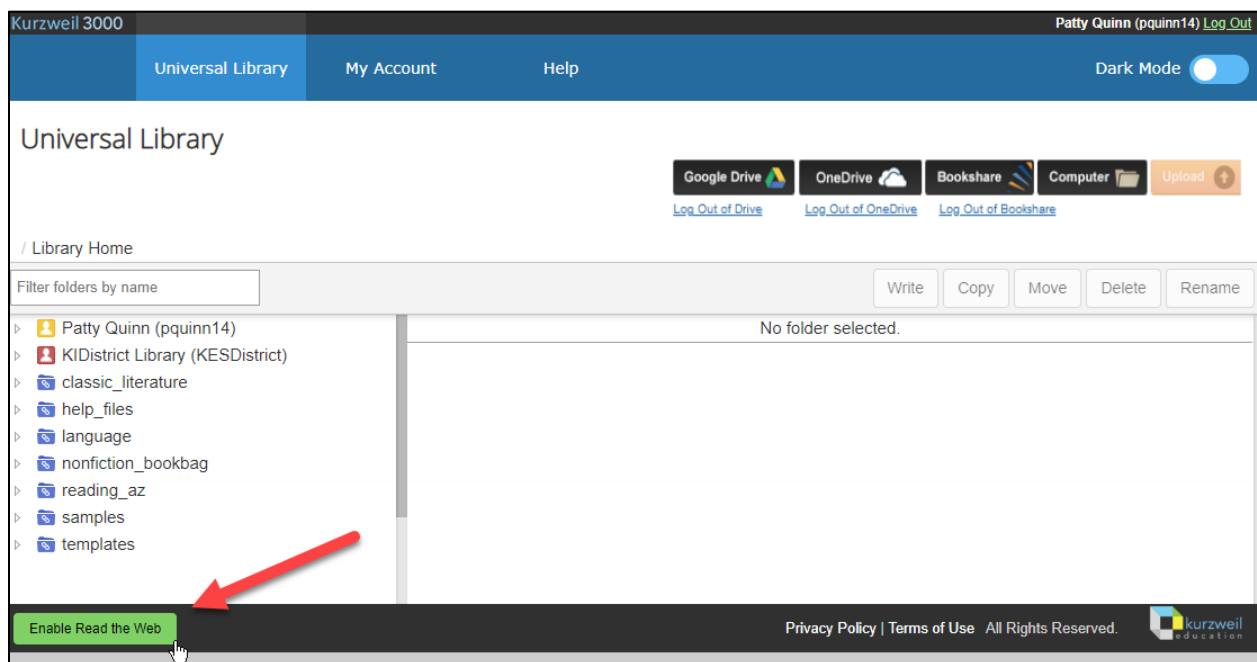 Kurzweil 3000
Patty Quinn (pquinn14) Log Out
Universal Library My Account Help Dark Mode
Universal Library
Google Drive OneDrive Bookshare Computer Upload
Log Out of Drive Log Out of OneDrive Log Out of Bookshare
/ Library Home
Filter folders by name Write Copy Move Delete Rename
Patty Quinn (pquinn14) No folder selected.
KIDistrict Library (KESDistrict)
classic_literature
help_files
language
nonfiction_bookbag
reading_az
samples
templates
Enable Read the Web Privacy Policy | Terms of Use All Rights Reserved. kurzweil
education